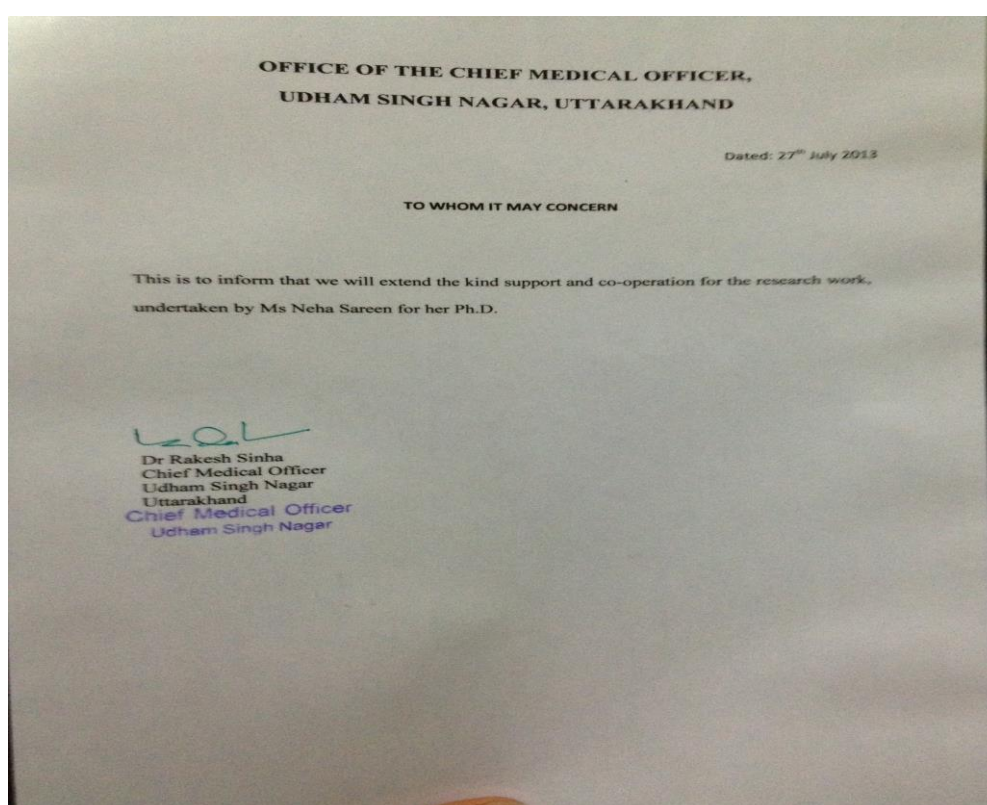 OFFICE OF THE CHIEF MEDICAL OFFICER,
UDHAM SINGH NAGAR, UTTARAKHAND
Dated: 27th July 2013
TO WHOM IT MAY CONCERN
This is to inform that we will extend the kind support and co-operation for the research work,
undertaken by Ms Neha Sareen for her Ph.D.
Dr Rakesh Sinha
Chief Medical Officer
Udham Singh Nagar
Uttarakhand
Chief Medical Officer
Udham Singh Nagar